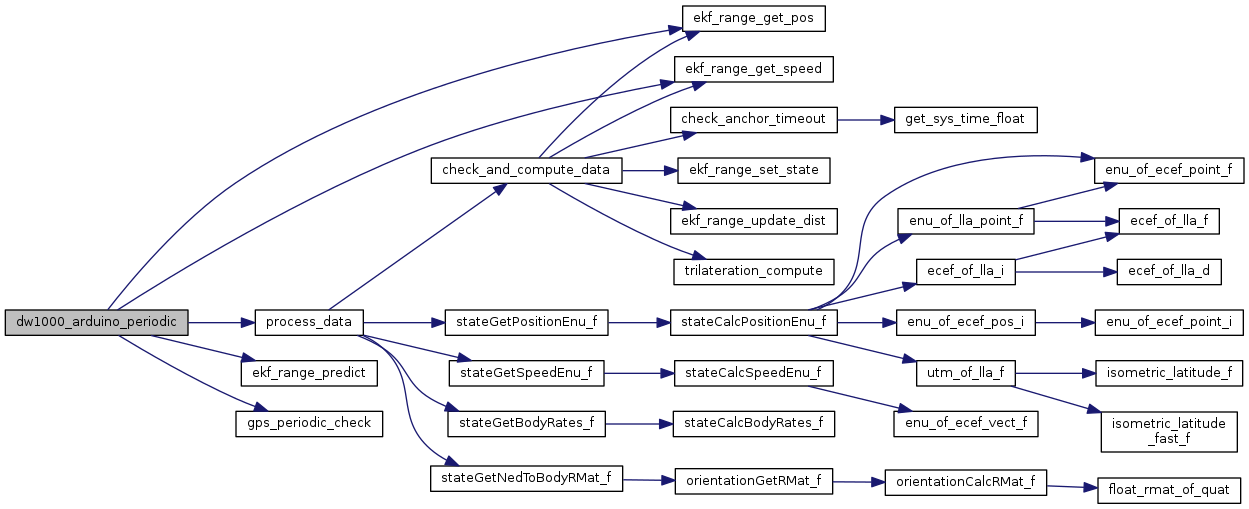 ekf_range_get_pos
ekf_range_get_speed
check_anchor_timeout
get_sys_time_float
check_and_compute_data
ekf_range_set_state
enu_of_ecef_point_f
ekf_range_update_dist
enu_of_lla_point_f
ecef_of_lla_f
trilateration_compute
ecef_of_lla_i
ecef_of_lla_d
dw1000_arduino_periodic
process_data
stateGetPositionEnu_f
stateCalcPositionEnu_f
enu_of_ecef_pos_i
enu_of_ecef_point_i
ekf_range_predict
stateGetSpeedEnu_f
stateCalcSpeedEnu_f
utm_of_lla_f
isometric_latitude_f
gps_periodic_check
stateGetBodyRates_f
stateCalcBodyRates_f
enu_of_ecef_vect_f
isometric_latitude
_fast_f
stateGetNedToBodyRMat_f
orientationGetRMat_f
orientationCalcRMat_f
float_rmat_of_quat